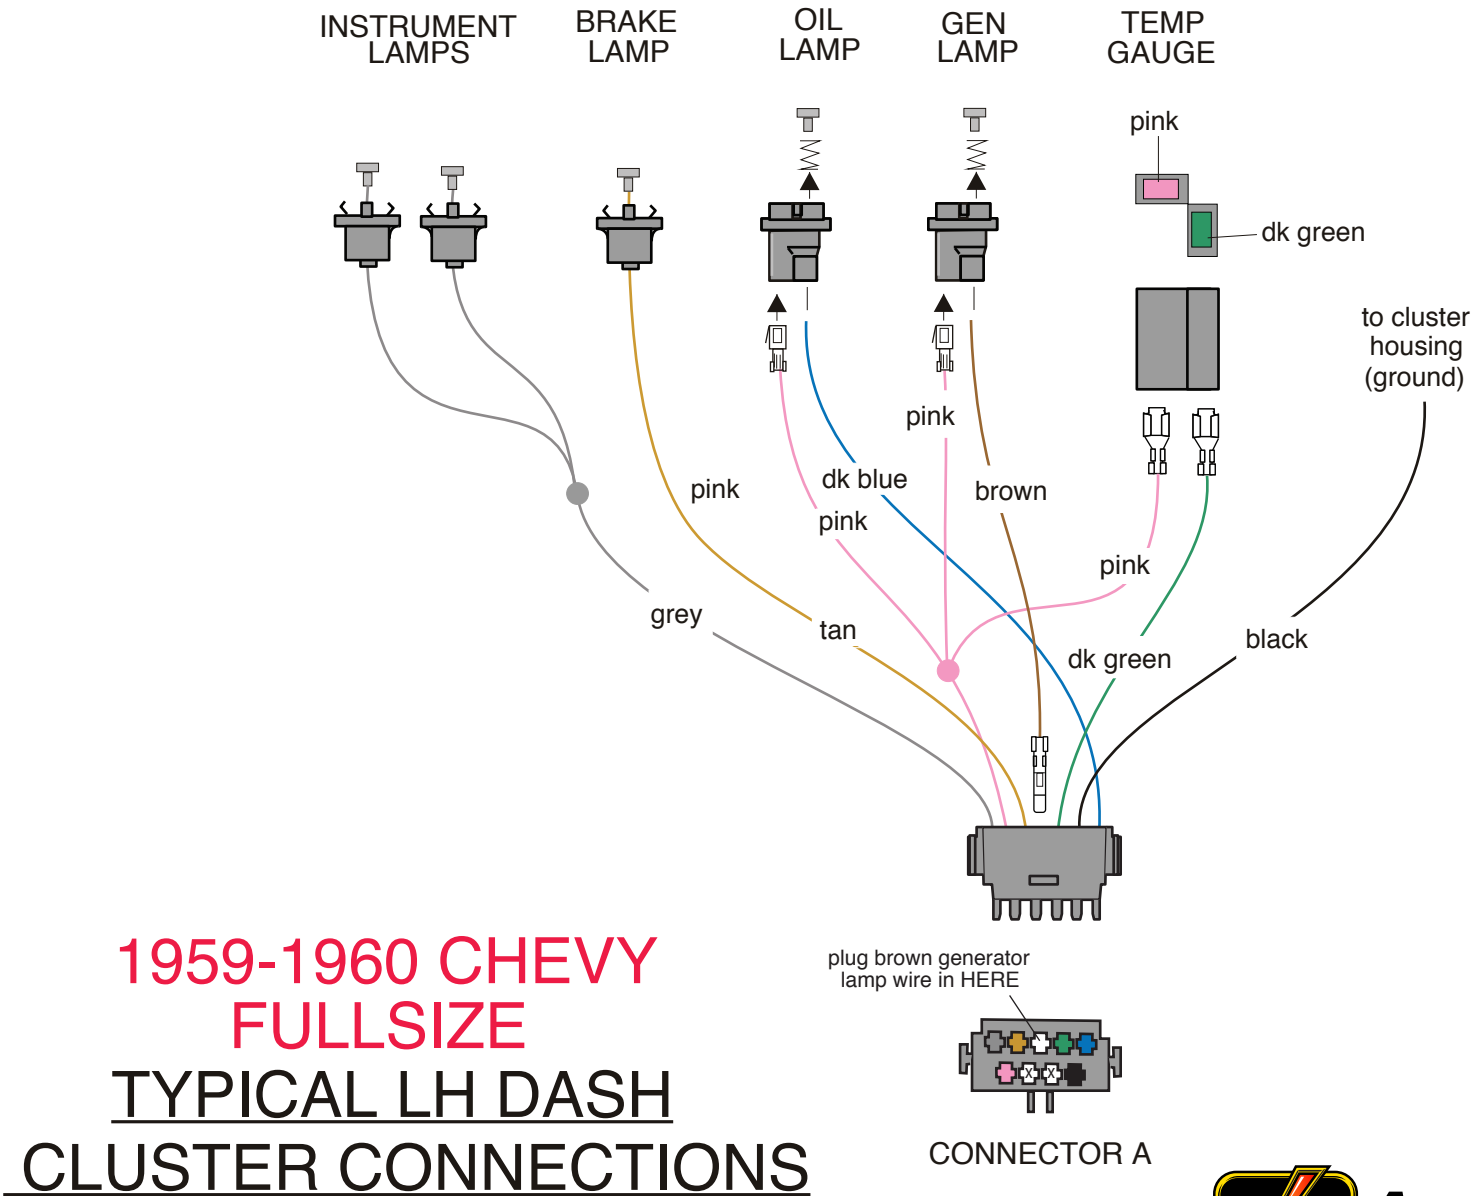 INSTRUMENT
LAMPS
BRAKE
LAMP
OIL
LAMP
GEN
LAMP
TEMP
GAUGE
pink
dk green
to cluster
housing
(ground)
pink
dk blue
pink
pink
brown
pink
grey
tan
dk green
black
plug brown generator
lamp wire in HERE
X X
CONNECTOR A
1959-1960 CHEVY
FULLSIZE
TYPICAL LH DASH
CLUSTER CONNECTIONS